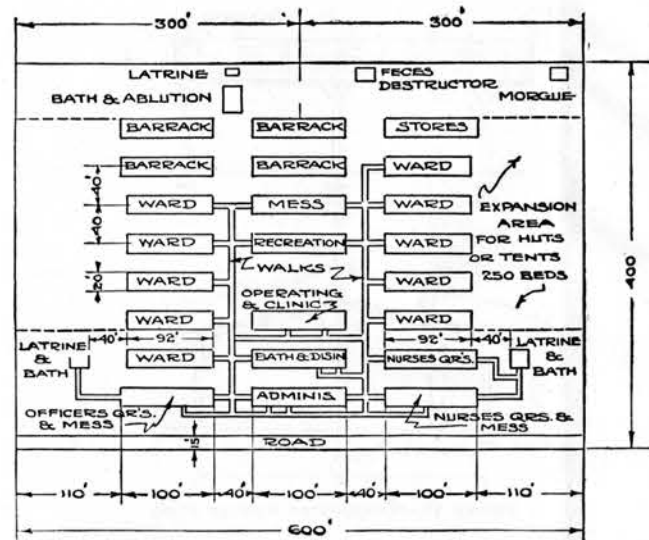 300' 300'
LATRINE
FECES
DESTRUCTOR
BATH & ABLUTION
MORGUE
BARRACK BARRACK STORES
BARRACK BARRACK WARD
40'
WARD MESS WARD
40
EXPANSION
AREA
FOR HUTS
OR TENTS
250 BEDS
WARD RECREATION WARD
WALKS
400'
WARD WARD
20'
OPERATING
& CLINIC
WARD WARD
40' 92' 92' 40'
LATRINE
&
BATH
WARD BATH & DISIN NURSES QR'S.
LATRINE
&
BATH
ADMINIS.
OFFICERS QR'S.
& MESS
NURSES QRS. &
MESS
15'
ROAD
110' 100' 40' 100' 40' 100' 110'
600'